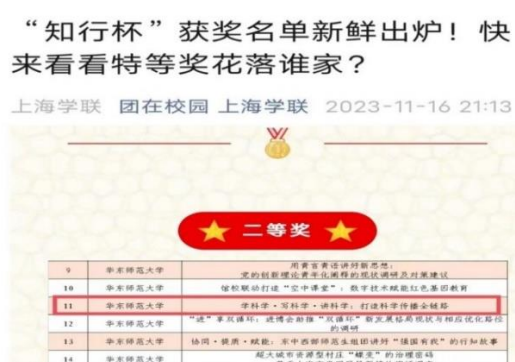 “知行杯”获奖名单新鲜出炉！快
来看看特等奖花落谁家？
上海学联 团在校园 上海学联 2023-11-16 21:13
二等奖
9 华东师范大学 用青言青语讲好新思想：
党的创新理论青年化阐释的现状调研及对策建议
10 华东师范大学 馆校联动打造“空中课堂”：数字技术赋能红色基因教育
11 华东师范大学 学科学·写科学·讲科学：打造科学传播全链路
12 华东师范大学 “进”享双循环：进博会助推“双循环”新发展格局现状与相应优化路径
的调研
13 华东师范大学 协同·提质·赋能：东中西部师范生组团讲好“强国有我”的行知故事
14 华东师范大学 超大城市资源型村庄“蝶变”的治理密码